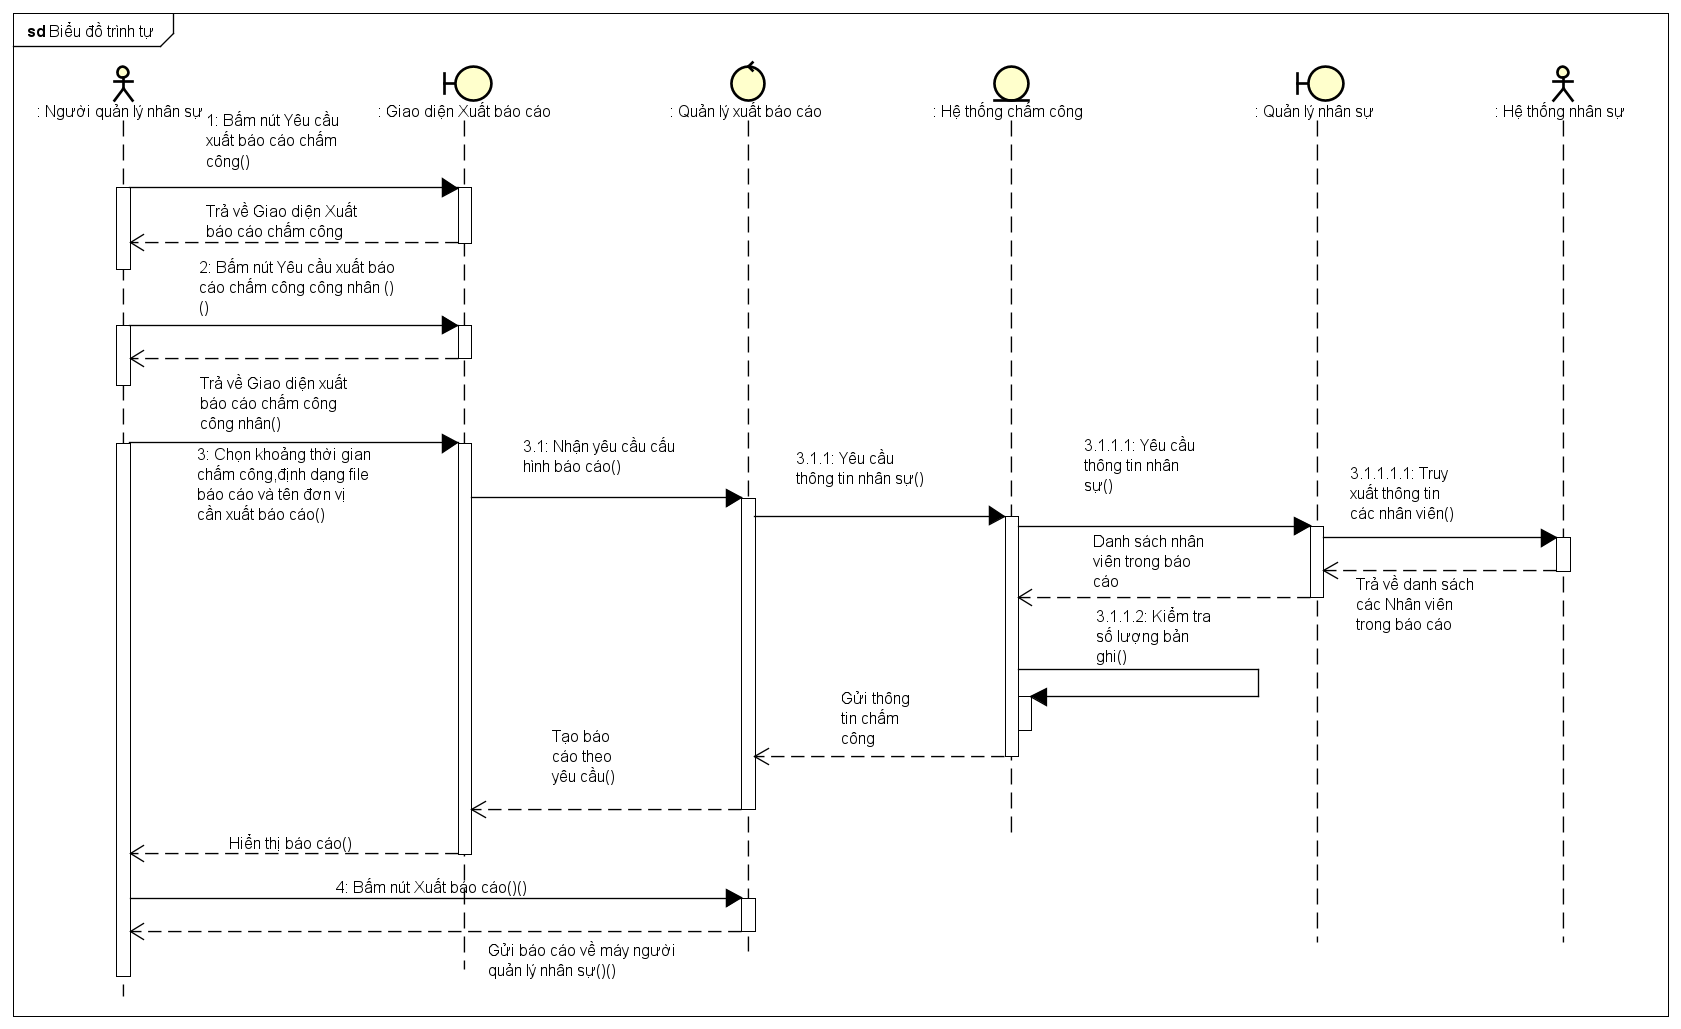 sd Biểu đồ trình tự
: Người quản lý nhân sự
: Giao diện Xuất báo cáo
: Quản lý xuất báo cáo
: Hệ thống chấm công
: Quản lý nhân sự
: Hệ thống nhân sự
1: Bấm nút Yêu cầu
xuất báo cáo chấm
công()
Trả về Giao diện Xuất
báo cáo chấm công
2: Bấm nút Yêu cầu xuất báo
cáo chấm công công nhân ()
()
Trả về Giao diện xuất
báo cáo chấm công
công nhân()
3: Chọn khoảng thời gian
chấm công,định dạng file
báo cáo và tên đơn vị
cần xuất báo cáo()
3.1: Nhận yêu cầu cấu
hình báo cáo()
3.1.1: Yêu cầu
thông tin nhân sự()
3.1.1.1: Yêu cầu
thông tin nhân
sự()
3.1.1.1.1: Truy
xuất thông tin
các nhân viên()
Danh sách nhân
viên trong báo
cáo
Trả về danh sách
các Nhân viên
trong báo cáo
3.1.1.2: Kiểm tra
số lượng bản
ghi()
Gửi thông
tin chấm
công
Tạo báo
cáo theo
yêu cầu()
Hiển thị báo cáo()
4: Bấm nút Xuất báo cáo()()
Gửi báo cáo về máy người
quản lý nhân sự()()